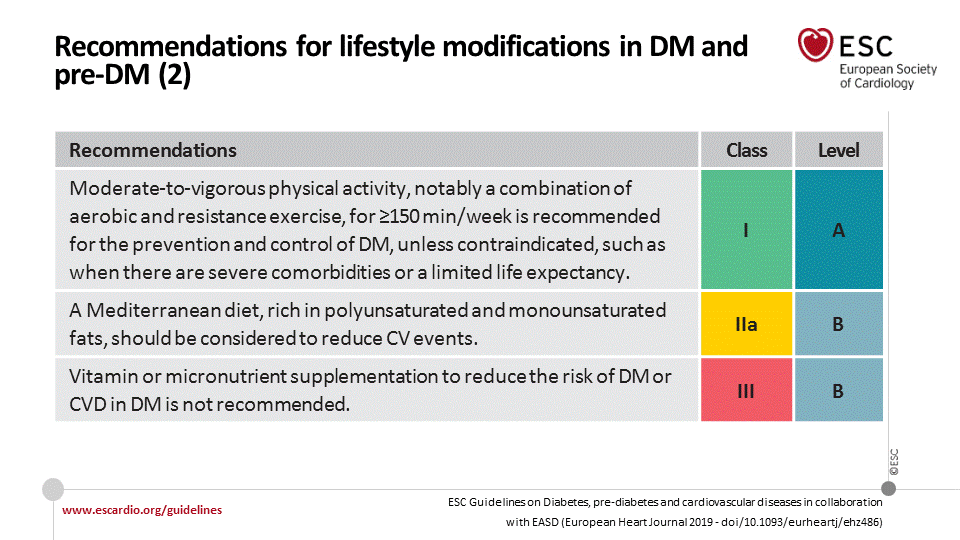 Recommendations for lifestyle modifications in DM and
pre-DM (2)
ESC
European Society
of Cardiology
Recommendations Class Level
Moderate-to-vigorous physical activity, notably a combination of
aerobic and resistance exercise, for ≥150 min/week is recommended
for the prevention and control of DM, unless contraindicated, such as
when there are severe comorbidities or a limited life expectancy.
I A
A Mediterranean diet, rich in polyunsaturated and monounsaturated
fats, should be considered to reduce CV events.
IIa B
Vitamin or micronutrient supplementation to reduce the risk of DM or
CVD in DM is not recommended.
III B
©ESC
www.escardio.org/guidelines
ESC Guidelines on Diabetes, pre-diabetes and cardiovascular diseases in collaboration
with EASD (European Heart Journal 2019 - doi/10.1093/eurheartj/ehz486)